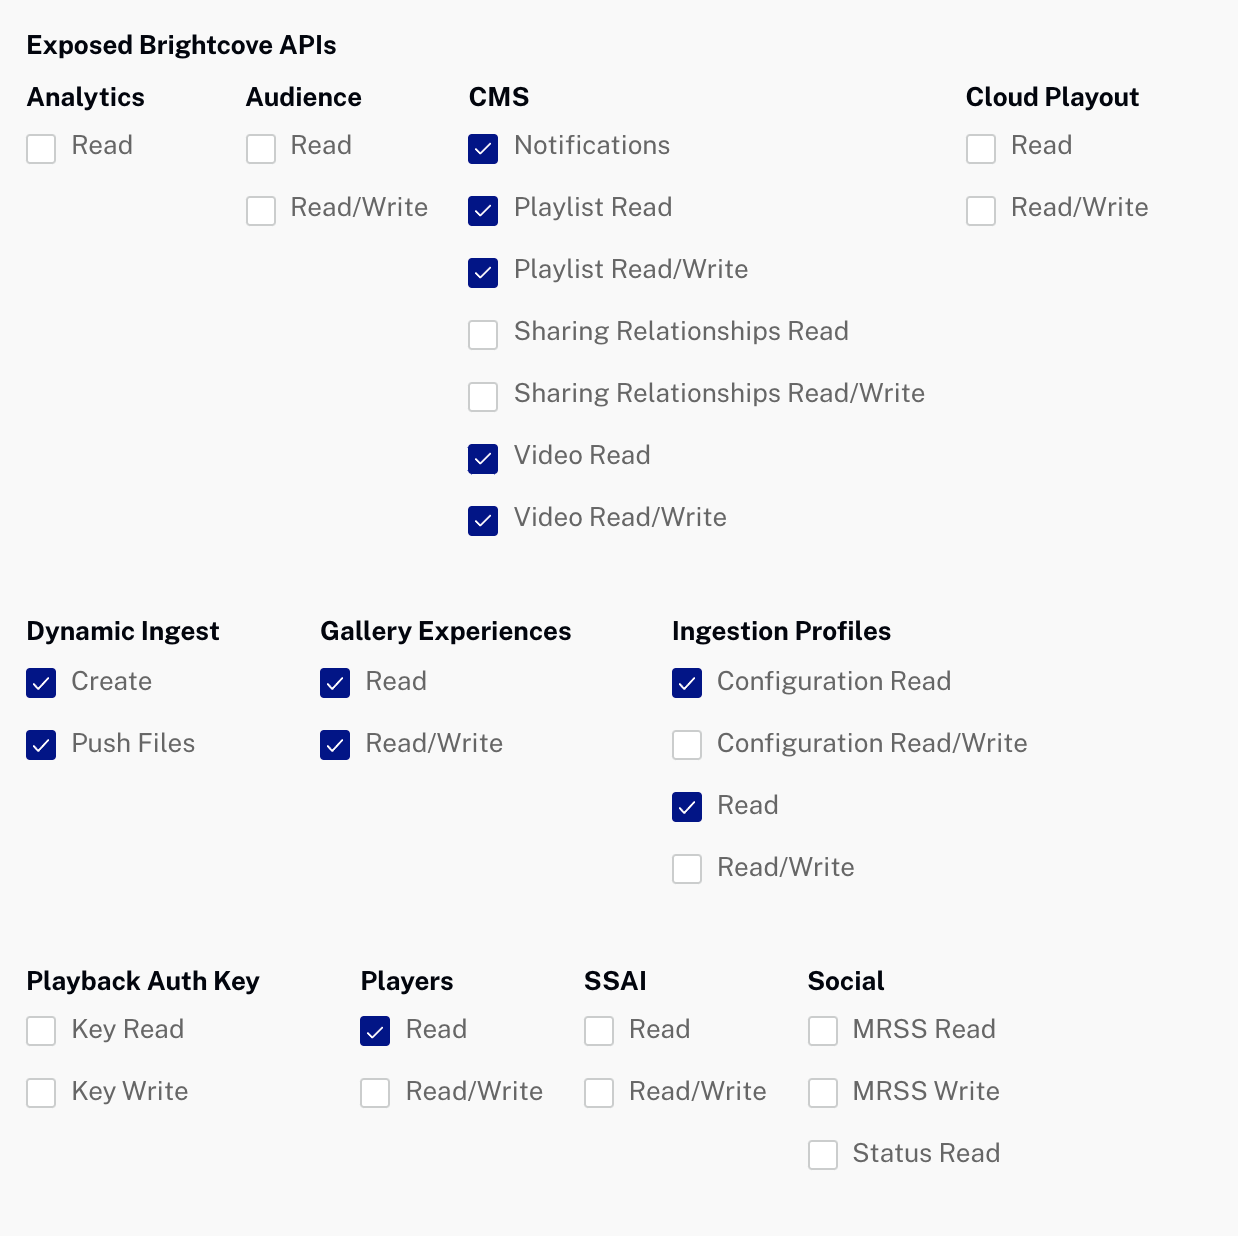 Exposed Brightcove APIs
Analytics
Read
Audience
Read
Read/Write
CMS
Notifications
Playlist Read
Playlist Read/Write
Sharing Relationships Read
Sharing Relationships Read/Write
Video Read
Video Read/Write
Cloud Playout
Read
Read/Write
Dynamic Ingest
Create
Push Files
Gallery Experiences
Read
Read/Write
Ingestion Profiles
Configuration Read
Configuration Read/Write
Read
Read/Write
Playback Auth Key
Key Read
Key Write
Players
Read
Read/Write
SSAI
Read
Read/Write
Social
MRSS Read
MRSS Write
Status Read